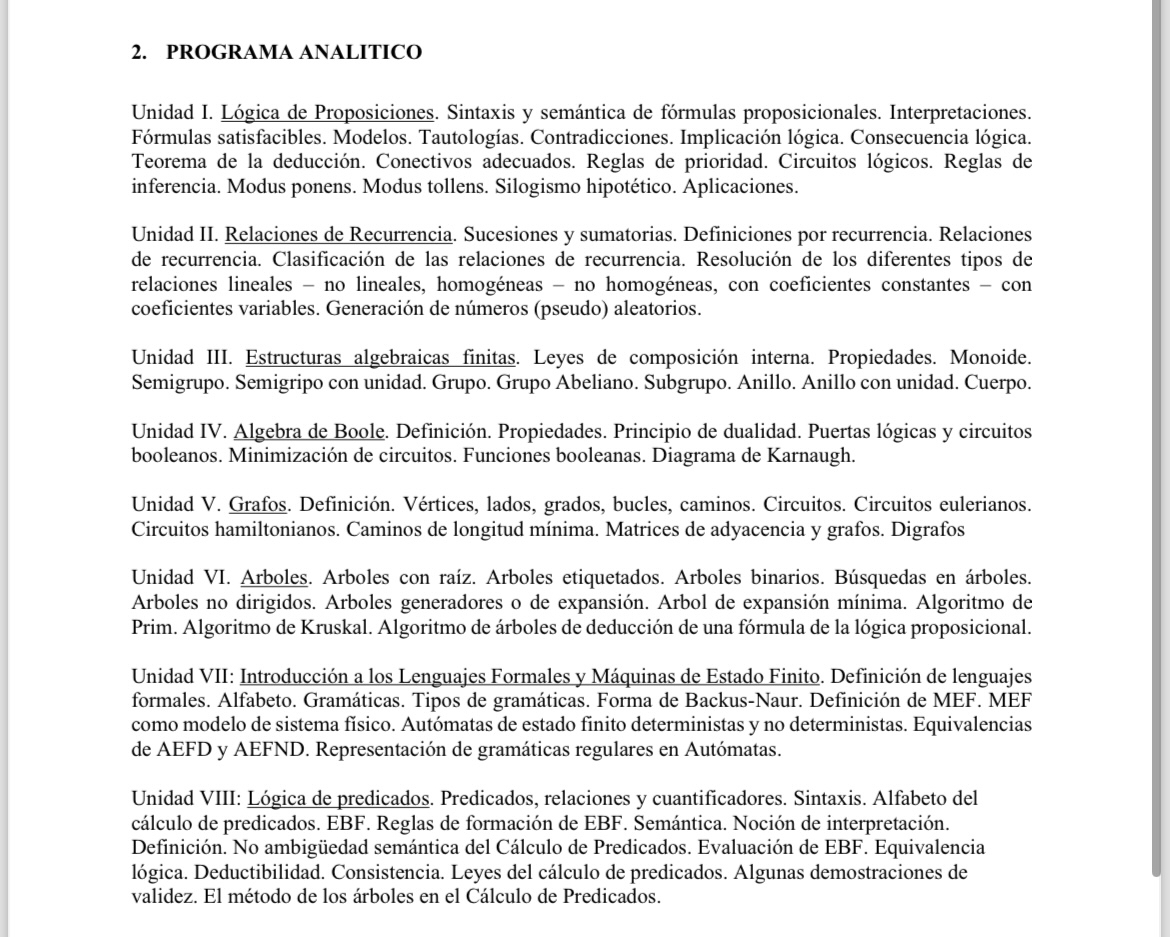 2. PROGRAMA ANALITICO
Unidad I. Lógica de Proposiciones. Sintaxis y semántica de fórmulas proposicionales. Interpretaciones.
Fórmulas satisfacibles. Modelos. Tautologías. Contradicciones. Implicación lógica. Consecuencia lógica.
Teorema de la deducción. Conectivos adecuados. Reglas de prioridad. Circuitos lógicos. Reglas de
inferencia. Modus ponens. Modus tollens. Silogismo hipotético. Aplicaciones.
Unidad II. Relaciones de Recurrencia. Sucesiones y sumatorias. Definiciones por recurrencia. Relaciones
de recurrencia. Clasificación de las relaciones de recurrencia. Resolución de los diferentes tipos de
relaciones lineales – no lineales, homogéneas – no homogéneas, con coeficientes constantes – con
coeficientes variables. Generación de números (pseudo) aleatorios.
Unidad III. Estructuras algebraicas finitas. Leyes de composición interna. Propiedades. Monoide.
Semigrupo. Semigripo con unidad. Grupo. Grupo Abeliano. Subgrupo. Anillo. Anillo con unidad. Cuerpo.
Unidad IV. Algebra de Boole. Definición. Propiedades. Principio de dualidad. Puertas lógicas y circuitos
booleanos. Minimización de circuitos. Funciones booleanas. Diagrama de Karnaugh.
Unidad V. Grafos. Definición. Vértices, lados, grados, bucles, caminos. Circuitos. Circuitos eulerianos.
Circuitos hamiltonianos. Caminos de longitud mínima. Matrices de adyacencia y grafos. Digrafos
Unidad VI. Arboles. Arboles con raíz. Arboles etiquetados. Arboles binarios. Búsquedas en árboles.
Arboles no dirigidos. Arboles generadores o de expansión. Arbol de expansión mínima. Algoritmo de
Prim. Algoritmo de Kruskal. Algoritmo de árboles de deducción de una fórmula de la lógica proposicional.
Unidad VII: Introducción a los Lenguajes Formales y Máquinas de Estado Finito. Definición de lenguajes
formales. Alfabeto. Gramáticas. Tipos de gramáticas. Forma de Backus-Naur. Definición de MEF. MEF
como modelo de sistema físico. Autómatas de estado finito deterministas y no deterministas. Equivalencias
de AEFD y AEFND. Representación de gramáticas regulares en Autómatas.
Unidad VIII: Lógica de predicados. Predicados, relaciones y cuantificadores. Sintaxis. Alfabeto del
cálculo de predicados. EBF. Reglas de formación de EBF. Semántica. Noción de interpretación.
Definición. No ambigüedad semántica del Cálculo de Predicados. Evaluación de EBF. Equivalencia
lógica. Deductibilidad. Consistencia. Leyes del cálculo de predicados. Algunas demostraciones de
validez. El método de los árboles en el Cálculo de Predicados.